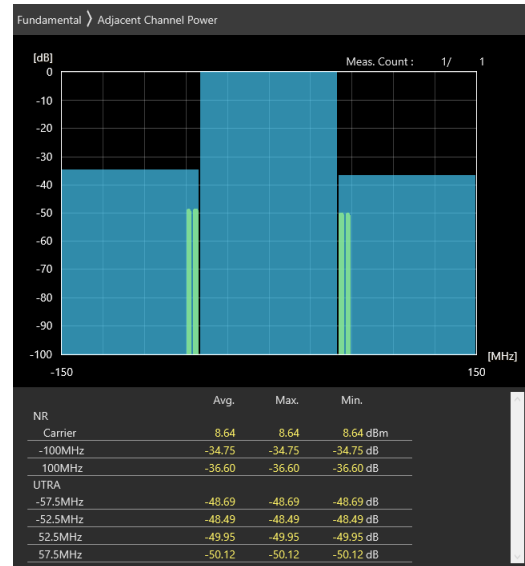 Fundamental 〉 Adjacent Channel Power
[dB]
Meas. Count : 1/ 1
0
-10
-20
-30
-40
-50
-60
-70
-80
-90
-100
[MHz]
-150 150
Avg. Max. Min.
NR
Carrier 8.64 8.64 8.64 dBm
-100MHz -34.75 -34.75 -34.75 dB
100MHz -36.60 -36.60 -36.60 dB
UTRA
-57.5MHz -48.69 -48.69 -48.69 dB
-52.5MHz -48.49 -48.49 -48.49 dB
52.5MHz -49.95 -49.95 -49.95 dB
57.5MHz -50.12 -50.12 -50.12 dB